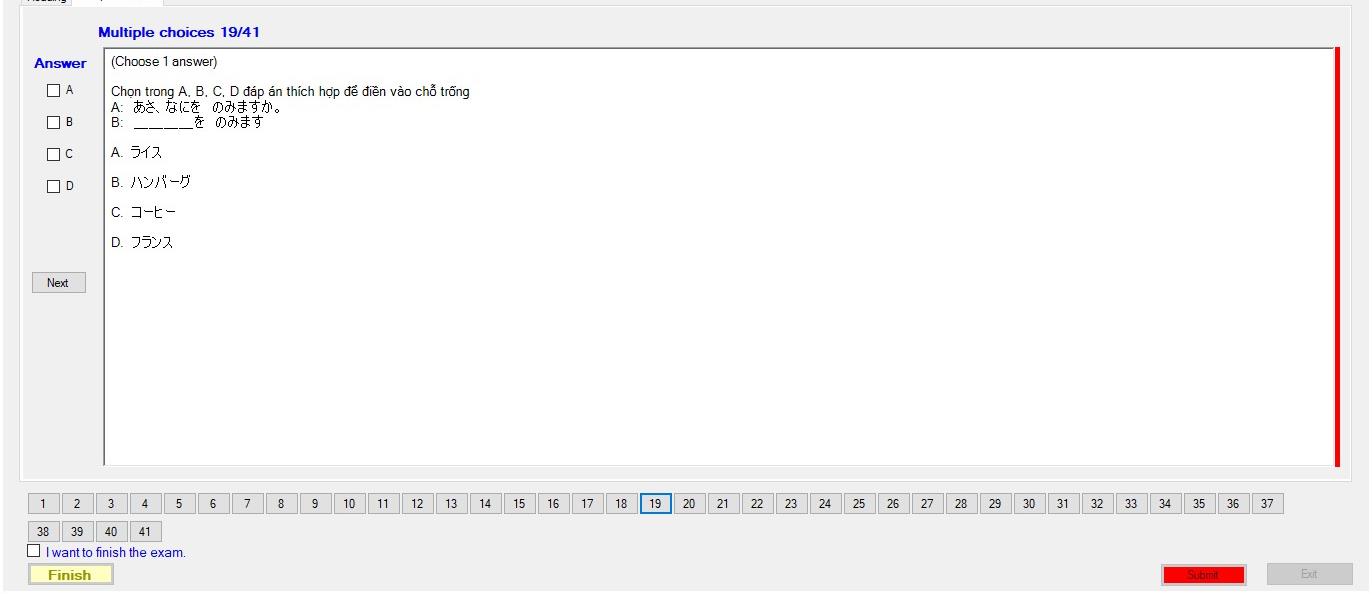 Multiple choices 19/41
Answer
A
B
C
D
Next
(Choose 1 answer)
Chọn trong A, B, C, D đáp án thích hợp để điền vào chỗ trống
A: あさ、なにを のみますか。
B: ________を のみます
A. ライス
B. ハンバーグ
C. コーヒー
D. フランス
1 2 3 4 5 6 7 8 9 10 11 12 13 14 15 16 17 18 19 20 21 22 23 24 25 26 27 28 29 30 31 32 33 34 35 36 37
38 39 40 41
I want to finish the exam.
Finish
Submit
Exit